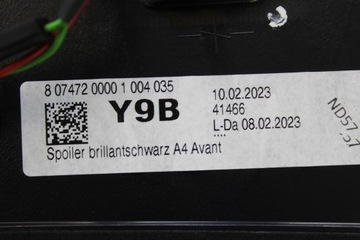 8 07472 0000 1 004 035
Y9B
10.02.2023
41466
L-Da 08.02.2023
Spoiler brillantschwarz A4 Avant